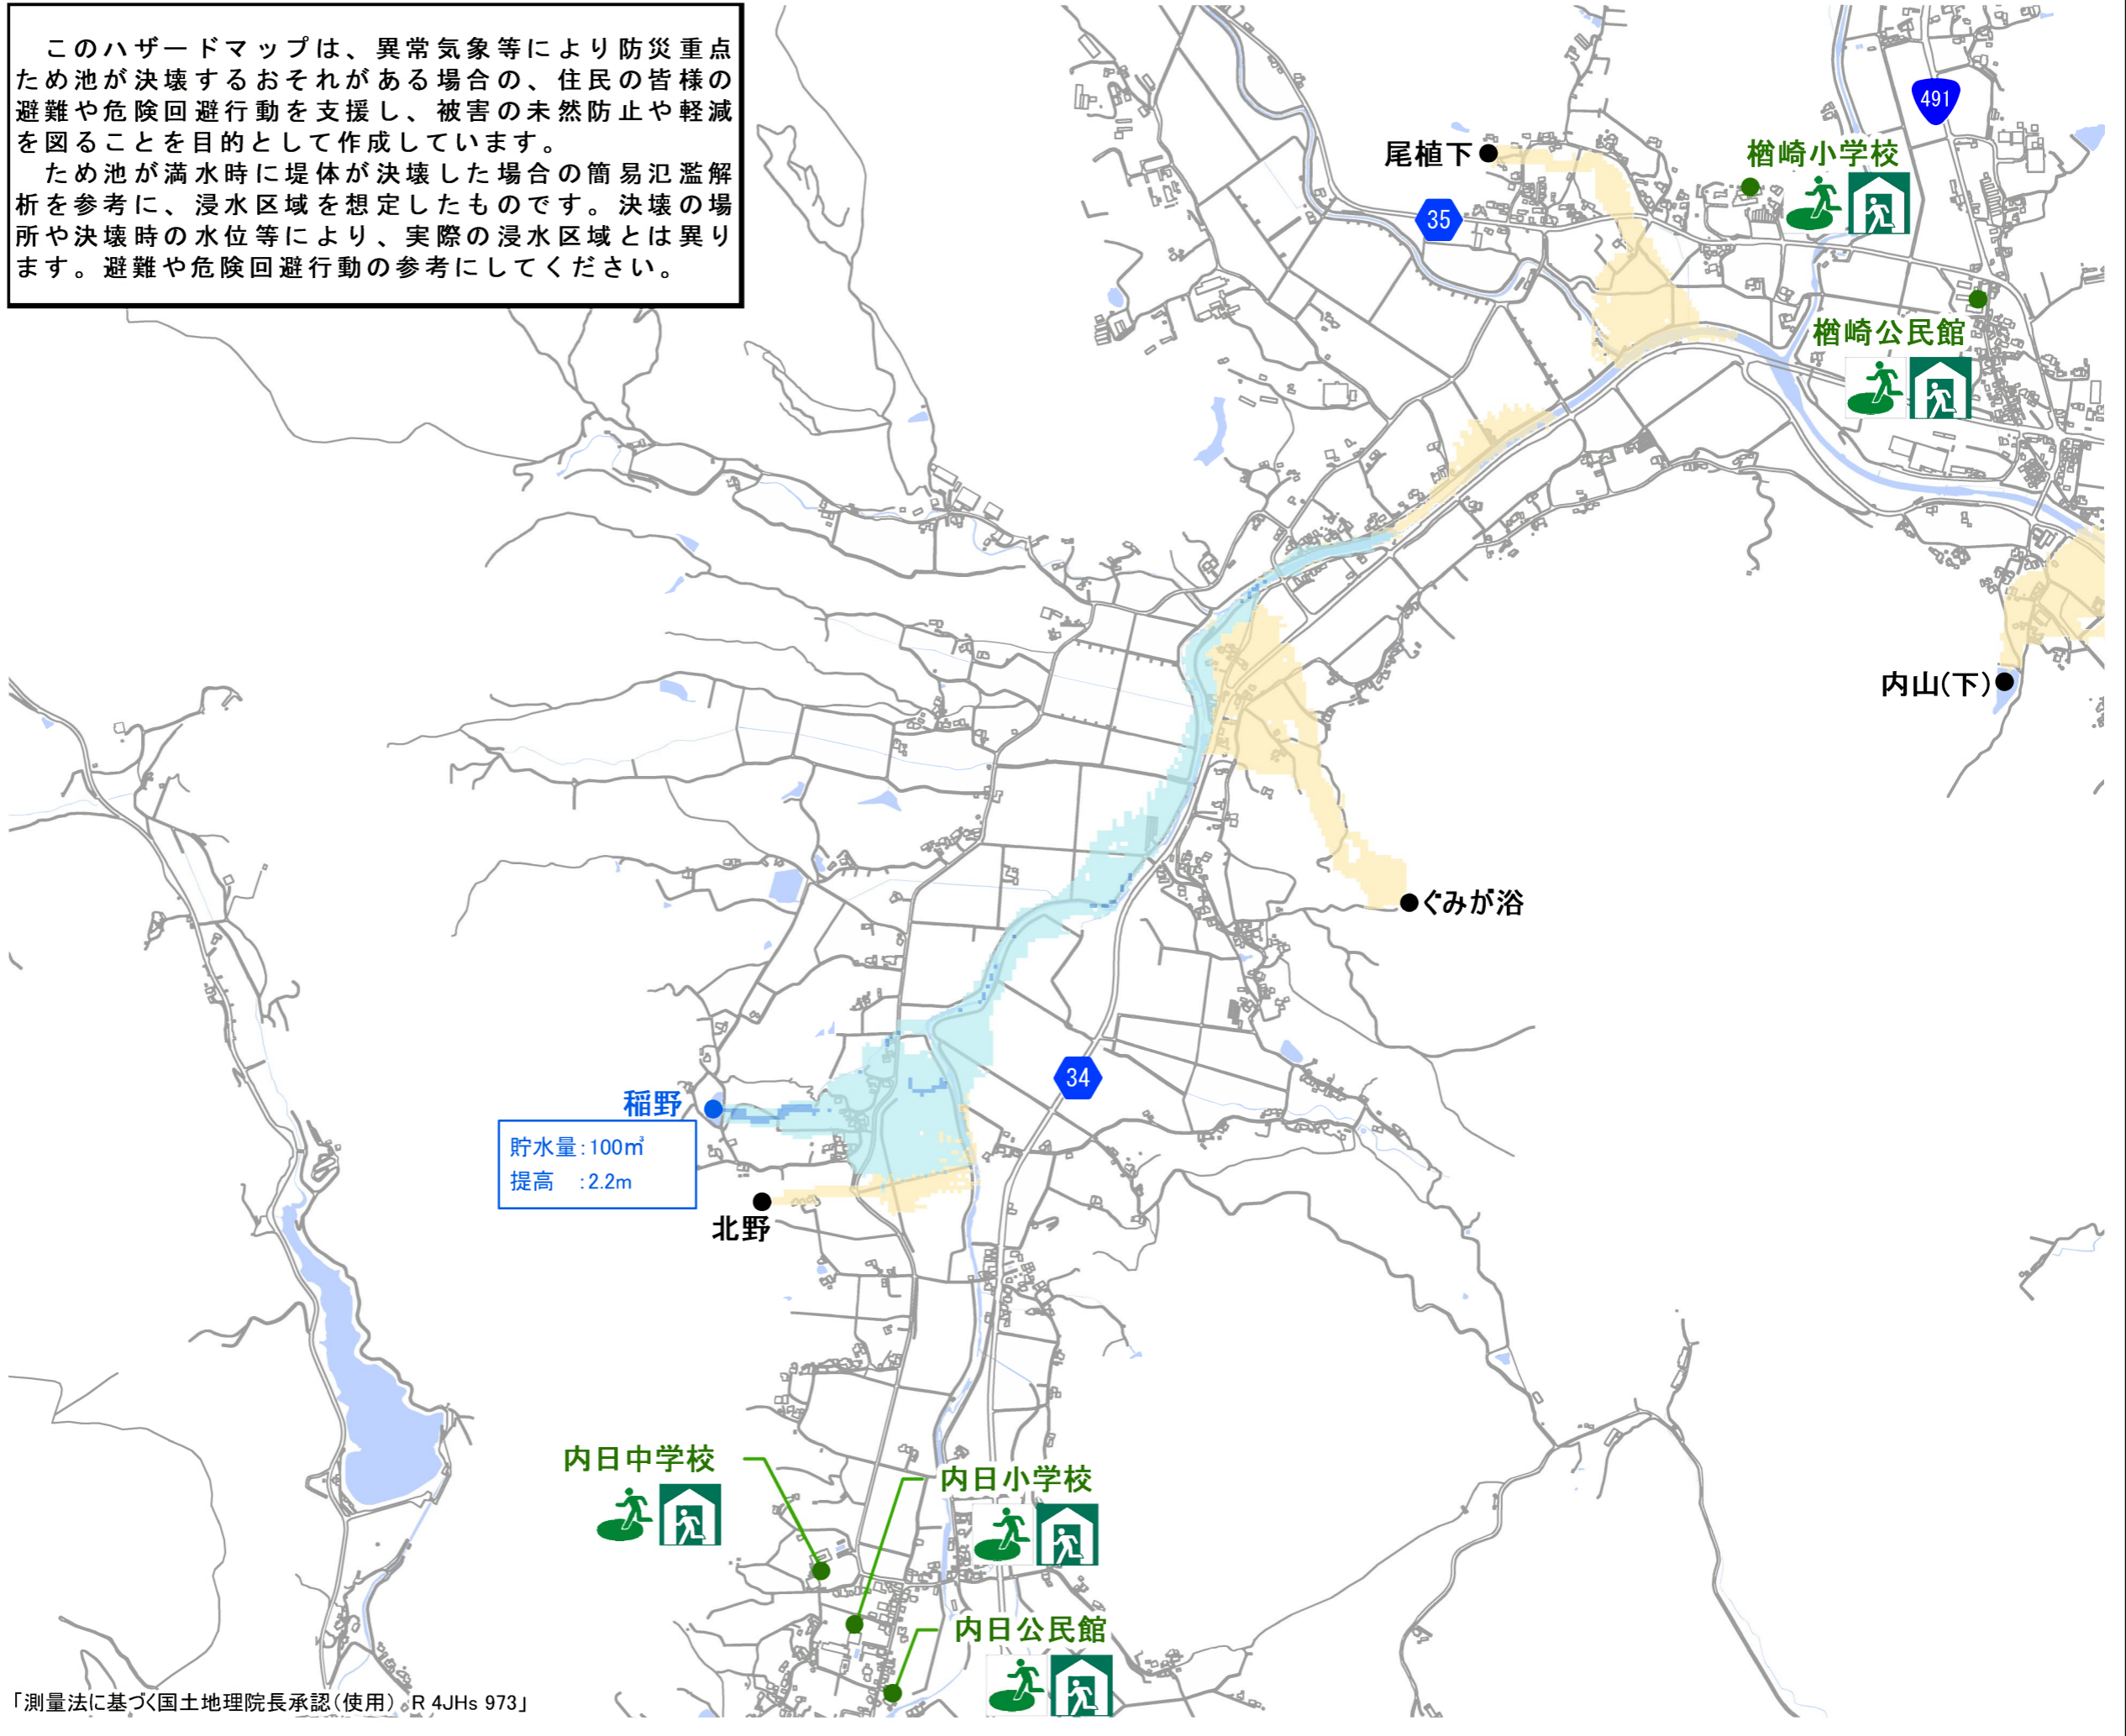 このハザードマップは、異常気象等により防災重点
ため池が決壊するおそれがある場合の、住民の皆様の
避難や危険回避行動を支援し、被害の未然防止や軽減
を図ることを目的として作成しています。
ため池が満水時に堤体が決壊した場合の簡易氾濫解
析を参考に、浸水区域を想定したものです。決壊の場
所や決壊時の水位等により、実際の浸水区域とは異り
ます。避難や危険回避行動の参考にしてください。
491
尾植下
楢崎小学校
35
楢崎公民館
内山(下)
ぐみが浴
34
稲野
貯水量:100㎥
提高 :2.2m
北野
内日中学校
内日小学校
内日公民館
「測量法に基づく国土地理院長承認(使用) R 4JHs 973」